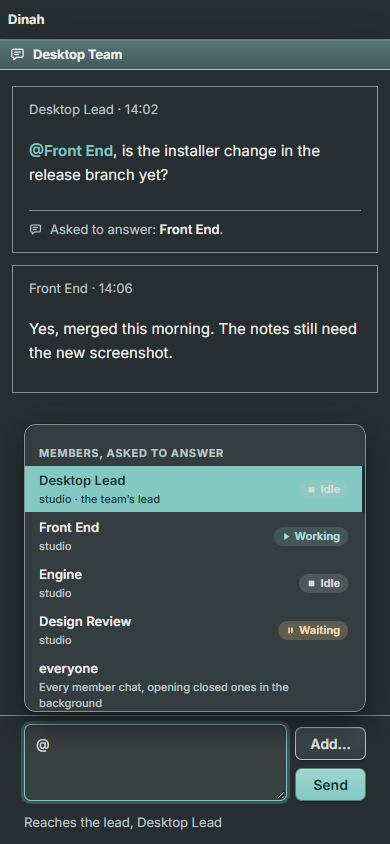 Dinah
Desktop Team
Desktop Lead · 14:02
@Front End, is the installer change in the
release branch yet?
Asked to answer: Front End.
Front End · 14:06
Yes, merged this morning. The notes still need
the new screenshot.
MEMBERS, ASKED TO ANSWER
Desktop Lead
studio · the team’s lead
Idle
Front End
studio
Working
Engine
studio
Idle
Design Review
studio
Waiting
everyone
Every member chat, opening closed ones in the
background
@
Add...
Send
Reaches the lead, Desktop Lead